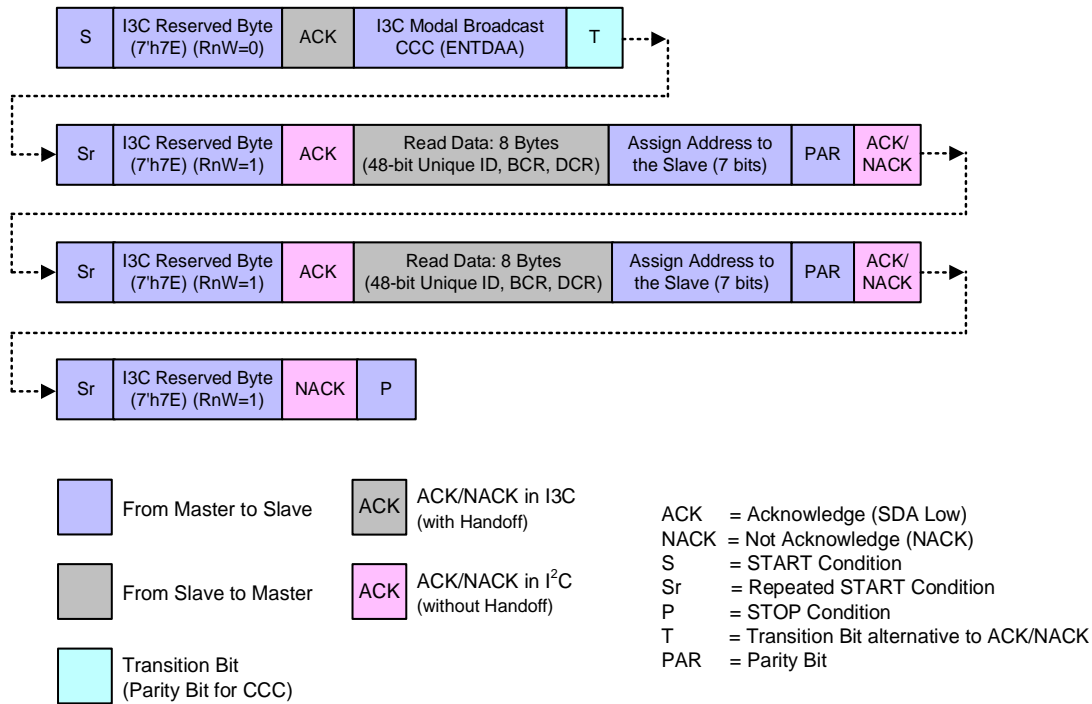 S
I3C Reserved Byte
(7'h7E) (RnW=0)
ACK
I3C Modal Broadcast
CCC (ENTDAA)
T
Sr
I3C Reserved Byte
(7'h7E) (RnW=1)
ACK
Read Data: 8 Bytes
(48-bit Unique ID, BCR, DCR)
Assign Address to
the Slave (7 bits)
PAR
ACK/
NACK
Sr
I3C Reserved Byte
(7'h7E) (RnW=1)
ACK
Read Data: 8 Bytes
(48-bit Unique ID, BCR, DCR)
Assign Address to
the Slave (7 bits)
PAR
ACK/
NACK
Sr
I3C Reserved Byte
(7'h7E) (RnW=1)
NACK
P
From Master to Slave
From Slave to Master
Transition Bit
(Parity Bit for CCC)
ACK
ACK/NACK in I3C
(with Handoff)
ACK
ACK/NACK in I²C
(without Handoff)
ACK = Acknowledge (SDA Low)
NACK = Not Acknowledge (NACK)
S = START Condition
Sr = Repeated START Condition
P = STOP Condition
T = Transition Bit alternative to ACK/NACK
PAR = Parity Bit